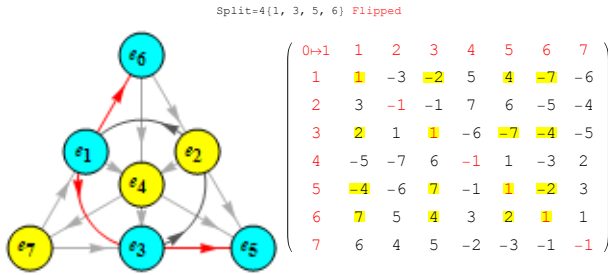 Split=4{1, 3, 5, 6} Flipped
e6
e1
e2
e4
e7
e3
e5
0↦1 1 2 3 4 5 6 7
1 1 -3 -2 5 4 -7 -6
2 3 -1 -1 7 6 -5 -4
3 2 1 1 -6 -7 -4 -5
4 -5 -7 6 -1 1 -3 2
5 -4 -6 7 -1 1 -2 3
6 7 5 4 3 2 1 1
7 6 4 5 -2 -3 -1 -1